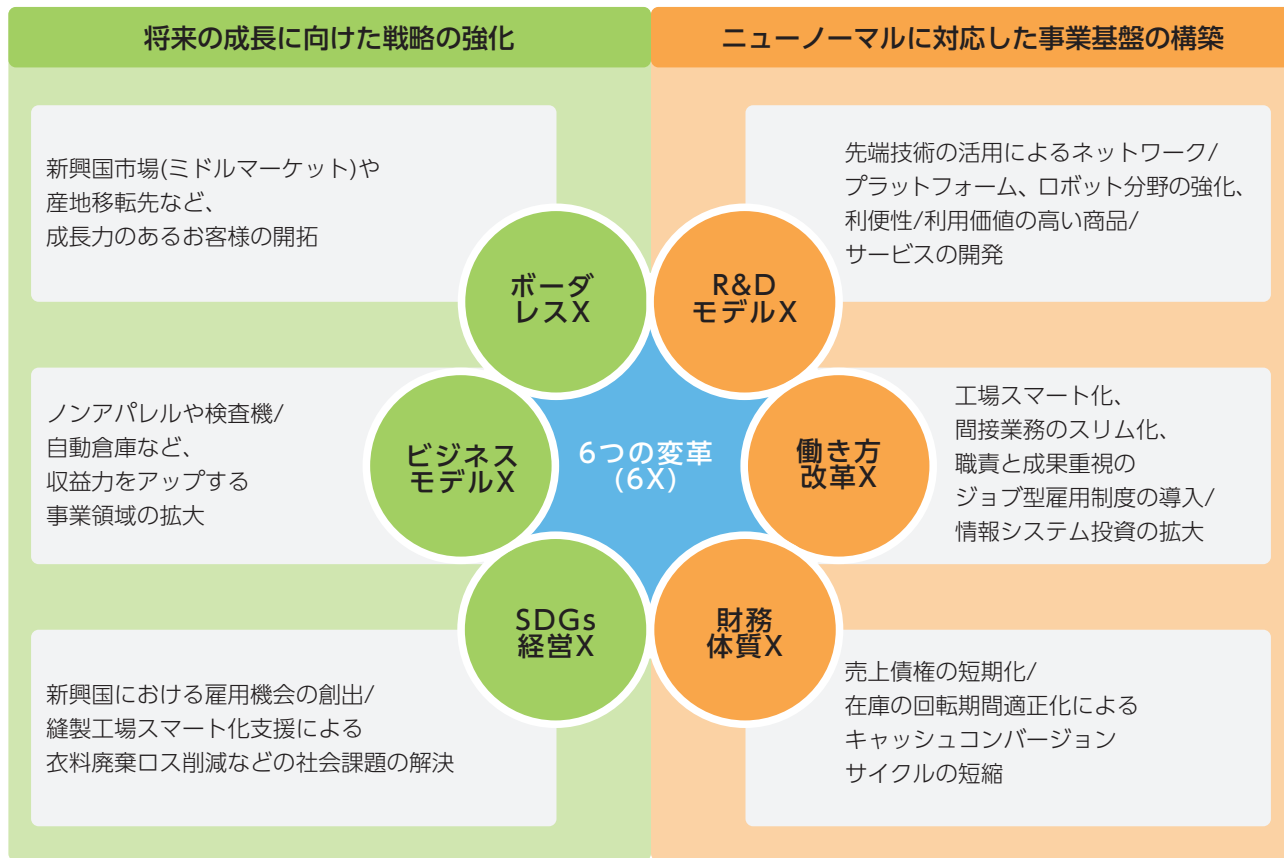 将来の成長に向けた戦略の強化
ニューノーマルに対応した事業基盤の構築
新興国市場(ミドルマーケット)や
産地移転先など、
成長力のあるお客様の開拓
ボーダ
レスX
R&D
モデルX
先端技術の活用によるネットワーク/
プラットフォーム、ロボット分野の強化、
利便性/利用価値の高い商品/
サービスの開発
ノンアパレルや検査機/
自動倉庫など、
収益力をアップする
事業領域の拡大
ビジネス
モデルX
6つの変革
(6X)
働き方
改革X
工場スマート化、
間接業務のスリム化、
職責と成果重視の
ジョブ型雇用制度の導入/
情報システム投資の拡大
新興国における雇用機会の創出/
縫製工場スマート化支援による
衣料廃棄ロス削減などの社会課題の解決
SDGs
経営X
財務
体質X
売上債権の短期化/
在庫の回転期間適正化による
キャッシュコンバージョン
サイクルの短縮